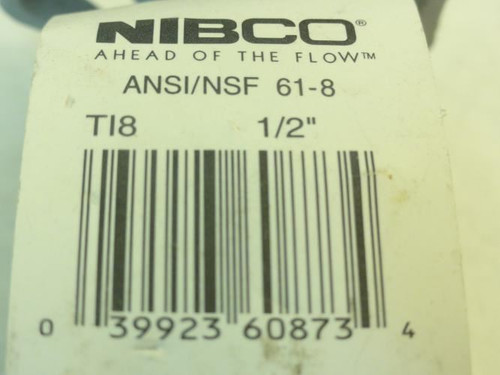 NIBCO®
AHEAD OF THE FLOW™
ANSI/NSF 61-8
TI8 1/2"
0 39923 60873 4